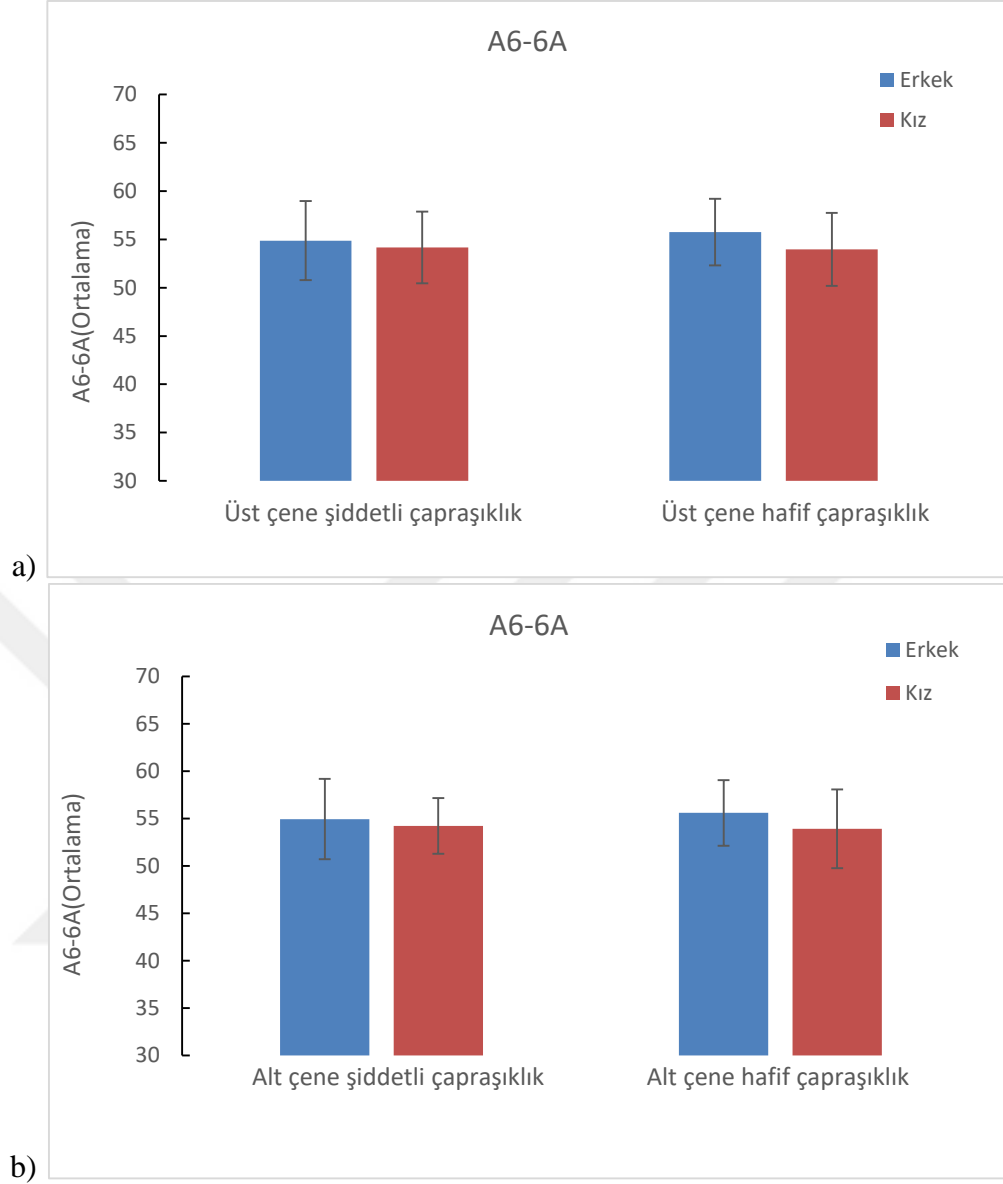 A6-6A
Erkek
Kız
70
65
60
55
50
45
40
35
30
A6-6A(Ortalama)
Üst çene şiddetli çapraşıklık
Üst çene hafif çapraşıklık
a)
A6-6A
Erkek
Kız
70
65
60
55
50
45
40
35
30
A6-6A(Ortalama)
Alt çene şiddetli çapraşıklık
Alt çene hafif çapraşıklık
b)